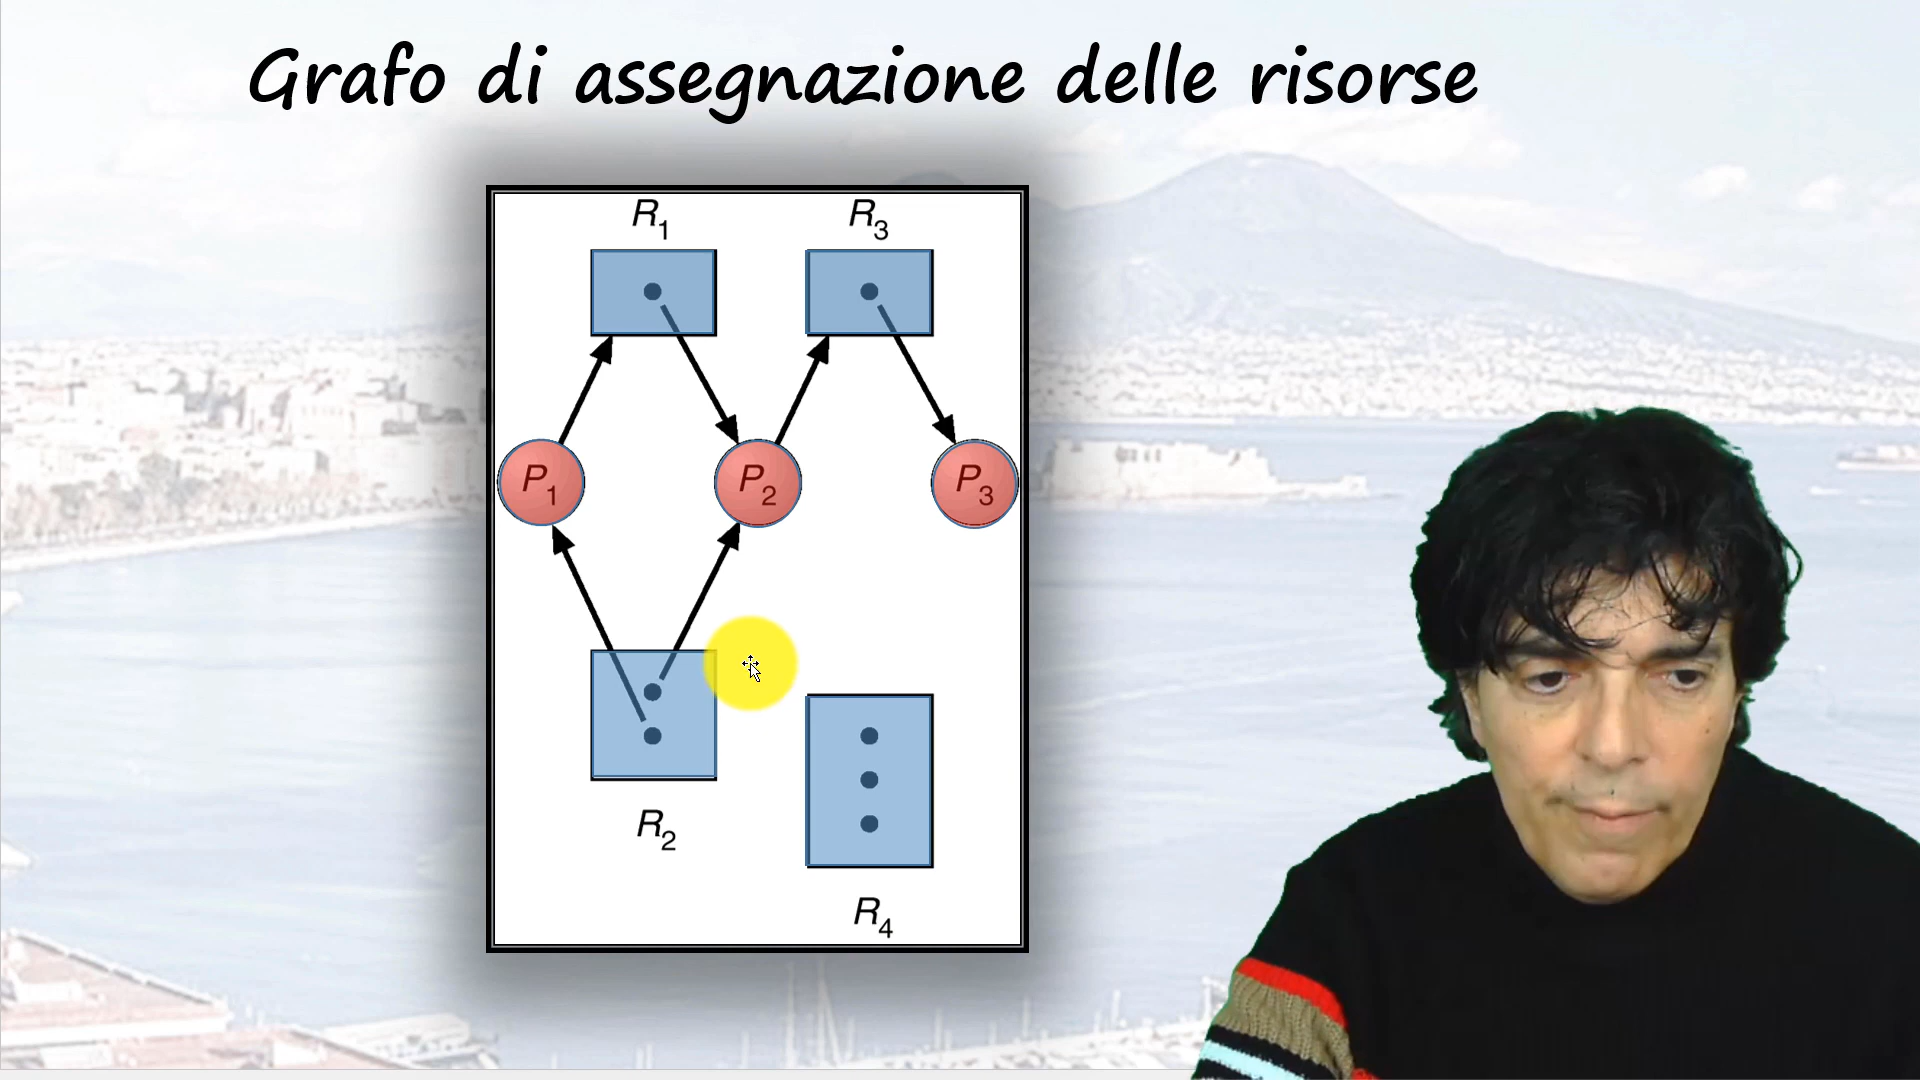 Grafo di assegnazione delle risorse
R1 R3
P1 P2 P3
R2
R4